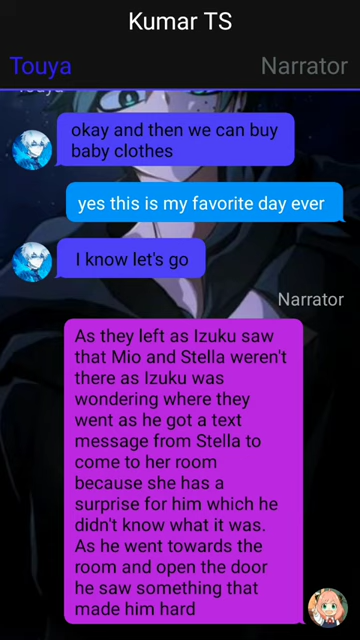 Kumar TS
Touya
Narrator
Touya
okay and then we can buy
baby clothes
yes this is my favorite day ever
I know let's go
Narrator
As they left as Izuku saw
that Mio and Stella weren't
there as Izuku was
wondering where they
went as he got a text
message from Stella to
come to her room
because she has a
surprise for him which he
didn't know what it was.
As he went towards the
room and open the door
he saw something that
made him hard